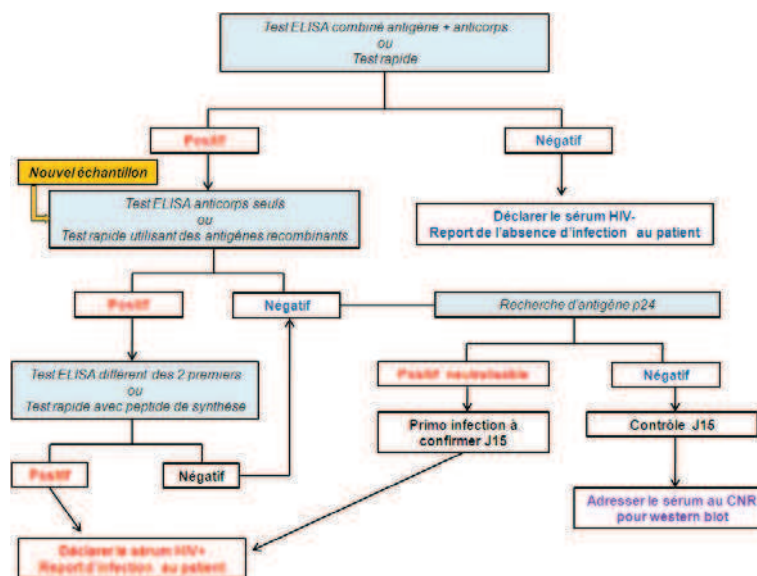 Test ELISA combiné antigène + anticorps
ou
Test rapide
Positif
Négatif
Nouvel échantillon
Test ELISA anticorps seuls
ou
Test rapide utilisant des antigènes recombinants
Déclarer le sérum HIV-
Report de l'absence d'infection au patient
Positif
Négatif
Recherche d'antigène p24
Test ELISA différent des 2 premiers
ou
Test rapide avec peptide de synthèse
Positif neutralisable
Négatif
Primo infection à
confirmer J15
Contrôle J15
Positif
Négatif
Adresser le sérum au CNR
pour western blot
Déclarer le sérum HIV+
Report d'infection au patient